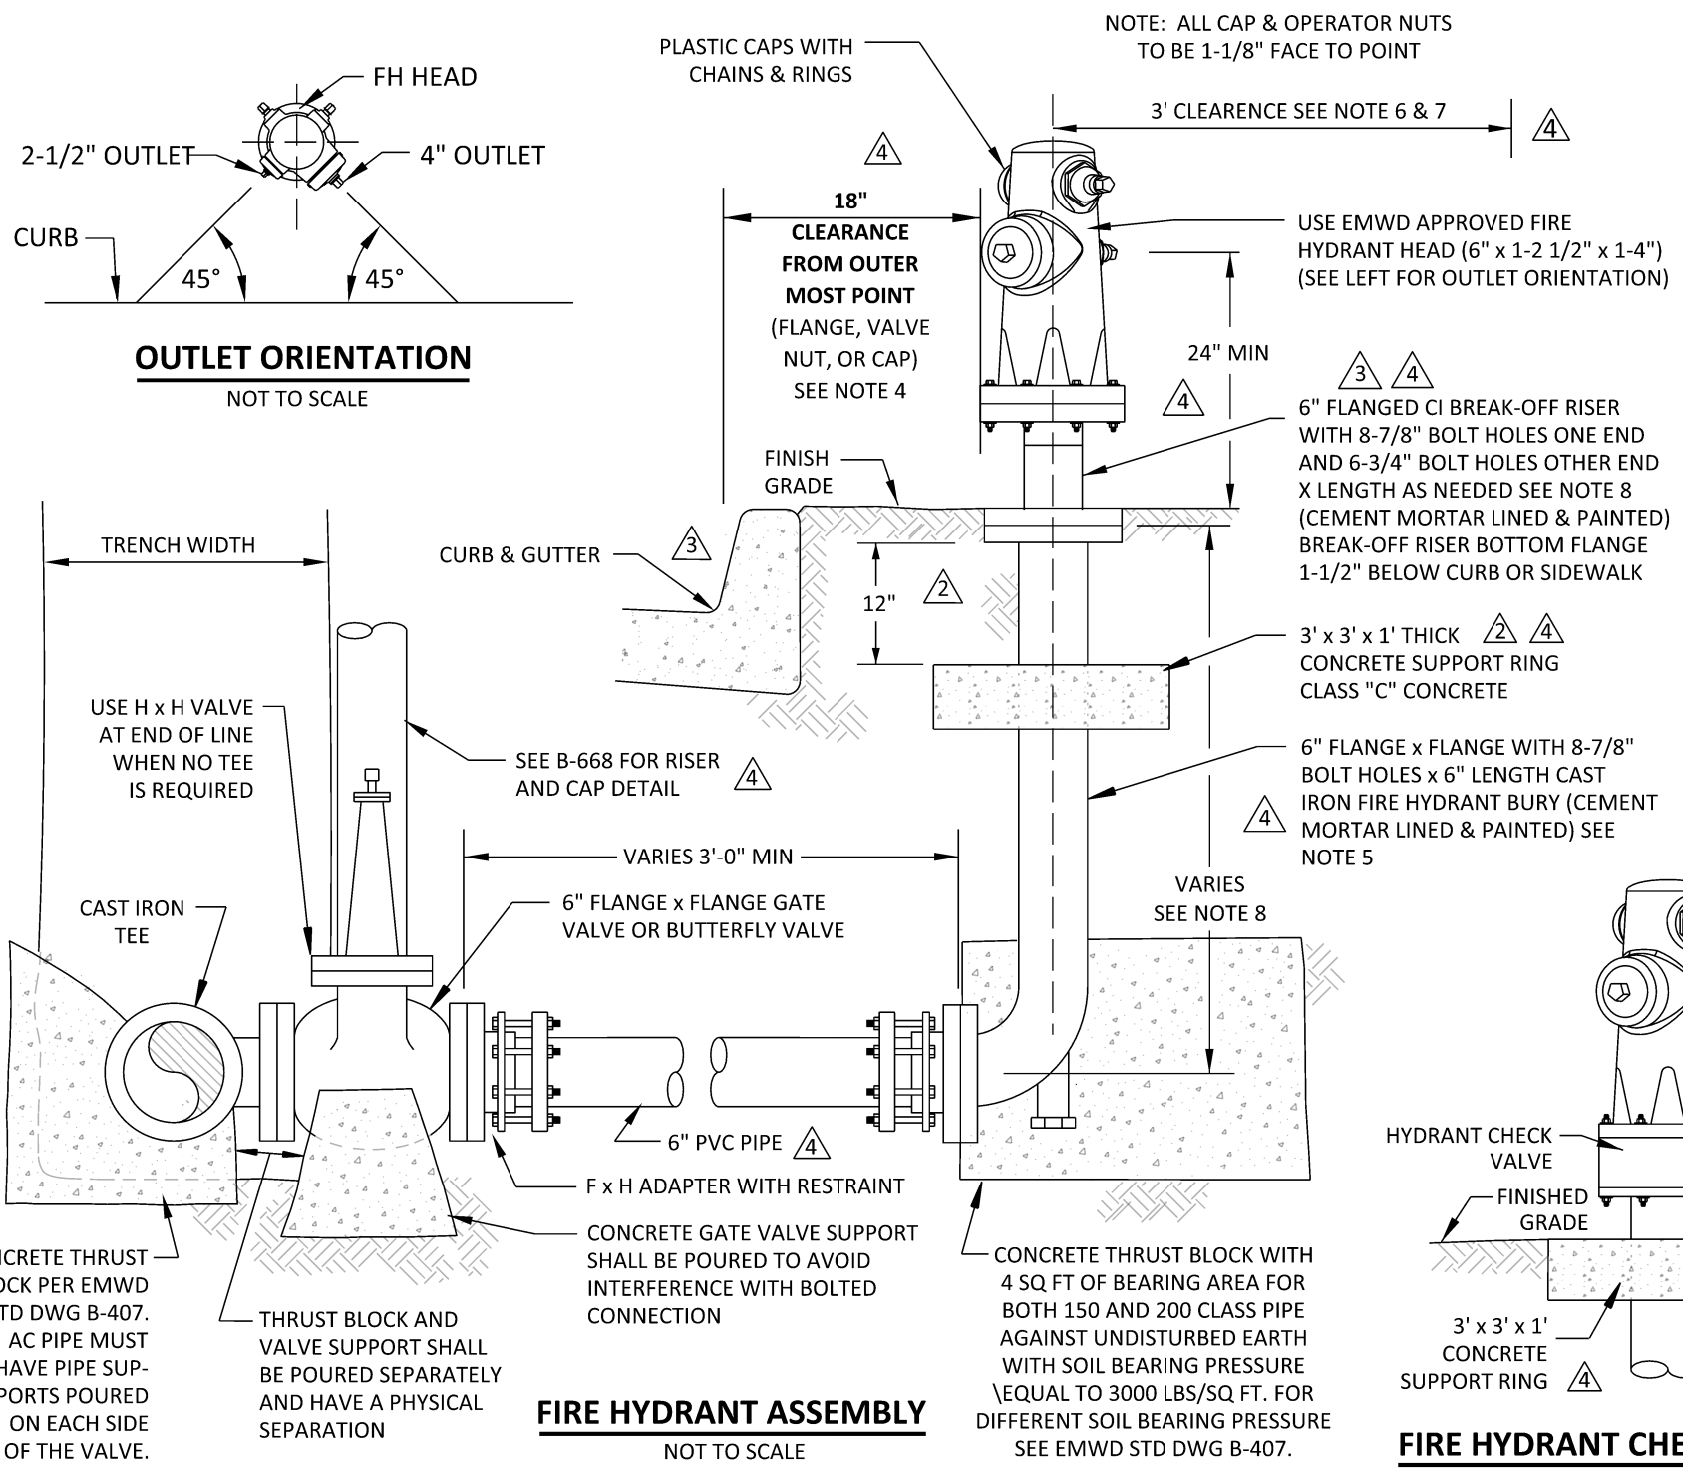 NOTE: ALL CAP & OPERATOR NUTS
TO BE 1-1/8" FACE TO POINT
PLASTIC CAPS WITH
CHAINS & RINGS
3' CLEARENCE SEE NOTE 6 & 7
4
FH HEAD
2-1/2" OUTLET
4" OUTLET
CURB
45°
45°
OUTLET ORIENTATION
NOT TO SCALE
4
18"
CLEARANCE
FROM OUTER
MOST POINT
(FLANGE, VALVE
NUT, OR CAP)
SEE NOTE 4
USE EMWD APPROVED FIRE
HYDRANT HEAD (6" x 1-2 1/2" x 1-4")
(SEE LEFT FOR OUTLET ORIENTATION)
24" MIN
4
3 4
6" FLANGED CI BREAK-OFF RISER
WITH 8-7/8" BOLT HOLES ONE END
AND 6-3/4" BOLT HOLES OTHER END
X LENGTH AS NEEDED SEE NOTE 8
(CEMENT MORTAR LINED & PAINTED)
BREAK-OFF RISER BOTTOM FLANGE
1-1/2" BELOW CURB OR SIDEWALK
FINISH
GRADE
TRENCH WIDTH
CURB & GUTTER
3
12"
2
3' x 3' x 1' THICK 2 4
CONCRETE SUPPORT RING
CLASS "C" CONCRETE
USE H x H VALVE
AT END OF LINE
WHEN NO TEE
IS REQUIRED
SEE B-668 FOR RISER
AND CAP DETAIL
4
6" FLANGE x FLANGE WITH 8-7/8"
BOLT HOLES x 6" LENGTH CAST
IRON FIRE HYDRANT BURY (CEMENT
MORTAR LINED & PAINTED) SEE
NOTE 5
4
VARIES 3'-0" MIN
VARIES
SEE NOTE 8
CAST IRON
TEE
6" FLANGE x FLANGE GATE
VALVE OR BUTTERFLY VALVE
6" PVC PIPE 4
F x H ADAPTER WITH RESTRAINT
CONCRETE GATE VALVE SUPPORT
SHALL BE POURED TO AVOID
INTERFERENCE WITH BOLTED
CONNECTION
NCRETE THRUST
OCK PER EMWD
TD DWG B-407.
AC PIPE MUST
HAVE PIPE SUP-
PORTS POURED
ON EACH SIDE
OF THE VALVE.
THRUST BLOCK AND
VALVE SUPPORT SHALL
BE POURED SEPARATELY
AND HAVE A PHYSICAL
SEPARATION
CONCRETE THRUST BLOCK WITH
4 SQ FT OF BEARING AREA FOR
BOTH 150 AND 200 CLASS PIPE
AGAINST UNDISTURBED EARTH
WITH SOIL BEARING PRESSURE
\EQUAL TO 3000 LBS/SQ FT. FOR
DIFFERENT SOIL BEARING PRESSURE
SEE EMWD STD DWG B-407.
FIRE HYDRANT ASSEMBLY
NOT TO SCALE
HYDRANT CHECK
VALVE
FINISHED
GRADE
3' x 3' x 1'
CONCRETE
SUPPORT RING 4
FIRE HYDRANT CHE